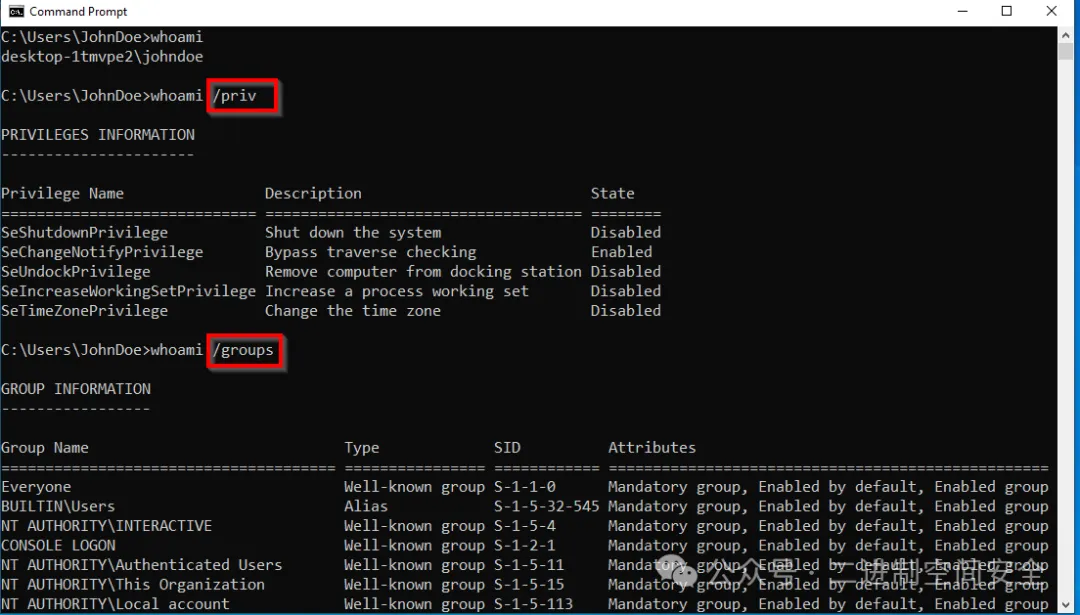 Command Prompt
C:\Users\JohnDoe>whoami
desktop-1tmvpe2\johndoe
C:\Users\JohnDoe>whoami /priv
PRIVILEGES INFORMATION
----------------------
Privilege Name Description State
============================= ==================================== ========
SeShutdownPrivilege Shut down the system Disabled
SeChangeNotifyPrivilege Bypass traverse checking Enabled
SeUndockPrivilege Remove computer from docking station Disabled
SeIncreaseWorkingSetPrivilege Increase a process working set Disabled
SeTimeZonePrivilege Change the time zone Disabled
C:\Users\JohnDoe>whoami /groups
GROUP INFORMATION
-----------------
Group Name Type SID Attributes
====================================== ================ ============ ==================================================
Everyone Well-known group S-1-1-0 Mandatory group, Enabled by default, Enabled group
BUILTIN\Users Alias S-1-5-32-545 Mandatory group, Enabled by default, Enabled group
NT AUTHORITY\INTERACTIVE Well-known group S-1-5-4 Mandatory group, Enabled by default, Enabled group
CONSOLE LOGON Well-known group S-1-2-1 Mandatory group, Enabled by default, Enabled group
NT AUTHORITY\Authenticated Users Well-known group S-1-5-11 Mandatory group, Enabled by default, Enabled group
NT AUTHORITY\This Organization Well-known group S-1-5-15 Mandatory group, Enabled by default, Enabled group
NT AUTHORITY\Local account Well-known group S-1-5-113 Mandatory group, Enabled by default, Enabled group
公众号 · 二进制空间安全